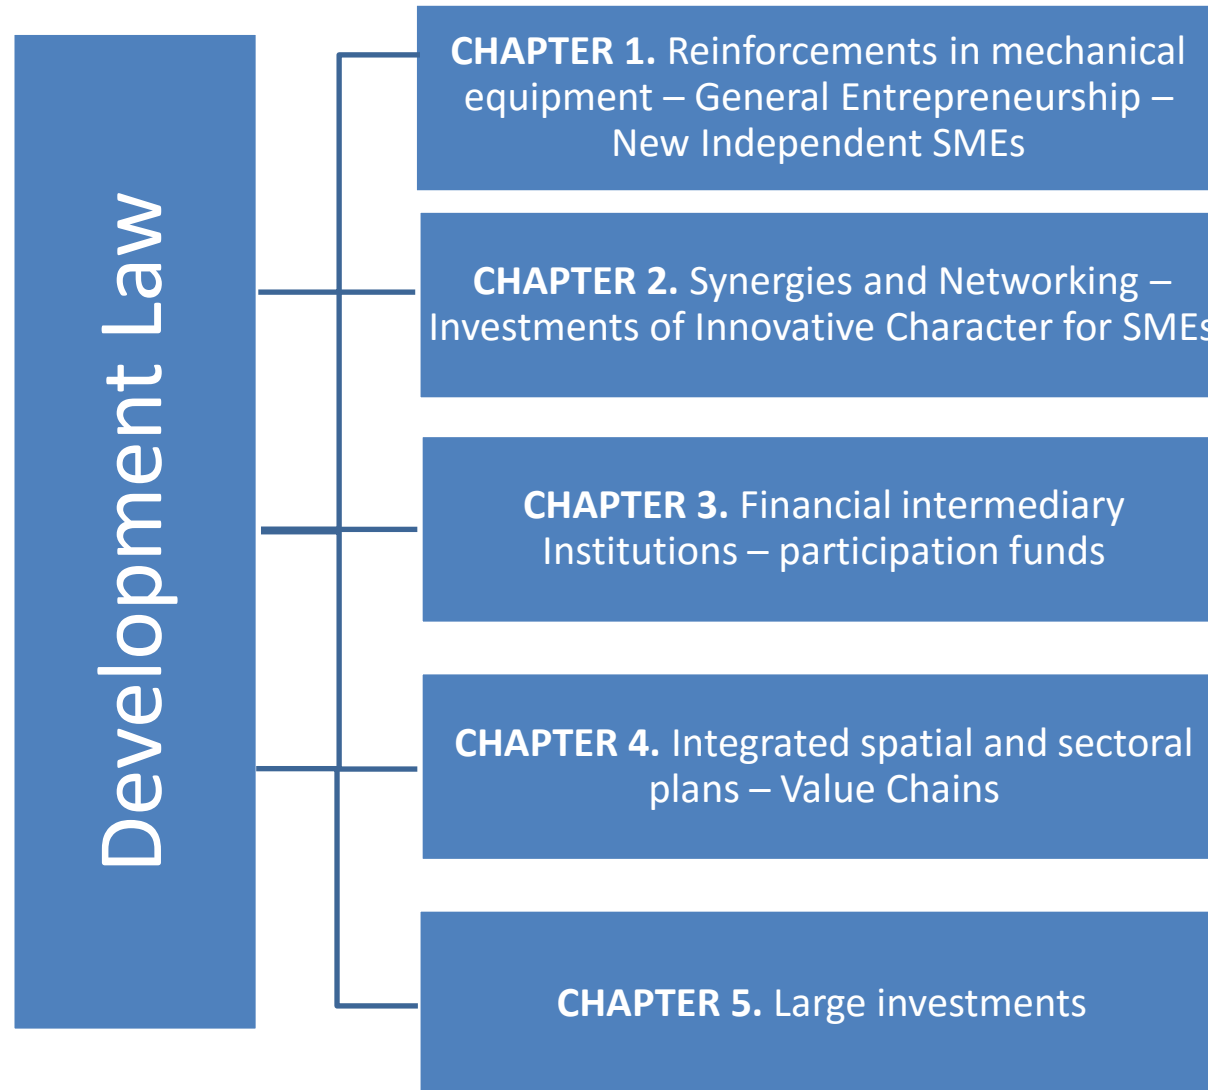 Development Law
CHAPTER 1. Reinforcements in mechanical
equipment – General Entrepreneurship –
New Independent SMEs
CHAPTER 2. Synergies and Networking –
Investments of Innovative Character for SMEs
CHAPTER 3. Financial intermediary
Institutions – participation funds
CHAPTER 4. Integrated spatial and sectoral
plans – Value Chains
CHAPTER 5. Large investments